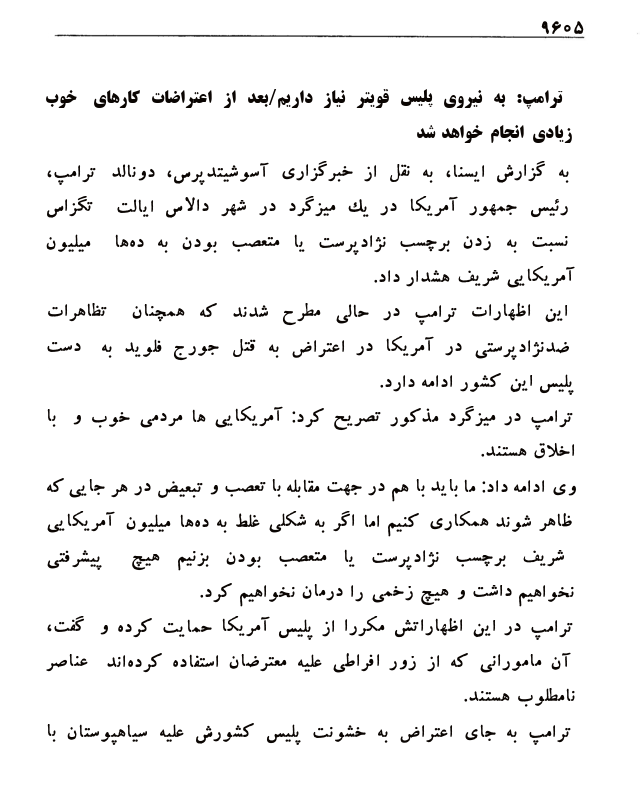 ۹۶۰۵
ترامپ: به نیروی پلیس قویتر نیاز داریم/بعد از اعتراضات کارهای خوب
زیادی انجام خواهد شد
به گزارش ایسنا، به نقل از خبرگزاری آسوشیتدپرس، دونالد ترامپ،
رئیس جمهور آمریکا در یك میزگرد در شهر دالاس ایالت تگزاس
نسبت به زدن برچسب نژادپرست یا متعصب بودن به ده‌ها میلیون
آمریکایی شریف هشدار داد.
این اظهارات ترامپ در حالی مطرح شدند که همچنان تظاهرات
ضدنژادپرستی در آمریکا در اعتراض به قتل جورج فلوید به دست
پلیس این کشور ادامه دارد.
ترامپ در میزگرد مذکور تصریح کرد: آمریکایی ها مردمی خوب و با
اخلاق هستند.
وی ادامه داد: ما باید با هم در جهت مقابله با تعصب و تبعیض در هر جایی که
ظاهر شوند همکاری کنیم اما اگر به شکلی غلط به ده‌ها میلیون آمریکایی
شریف برچسب نژادپرست یا متعصب بودن بزنیم هیچ پیشرفتی
نخواهیم داشت و هیچ زخمی را درمان نخواهیم کرد.
ترامپ در این اظهاراتش مکررا از پلیس آمریکا حمایت کرده و گفت،
آن مامورانی که از زور افراطی علیه معترضان استفاده کرده‌اند عناصر
نامطلوب هستند.
ترامپ به جای اعتراض به خشونت پلیس کشورش علیه سیاهپوستان با